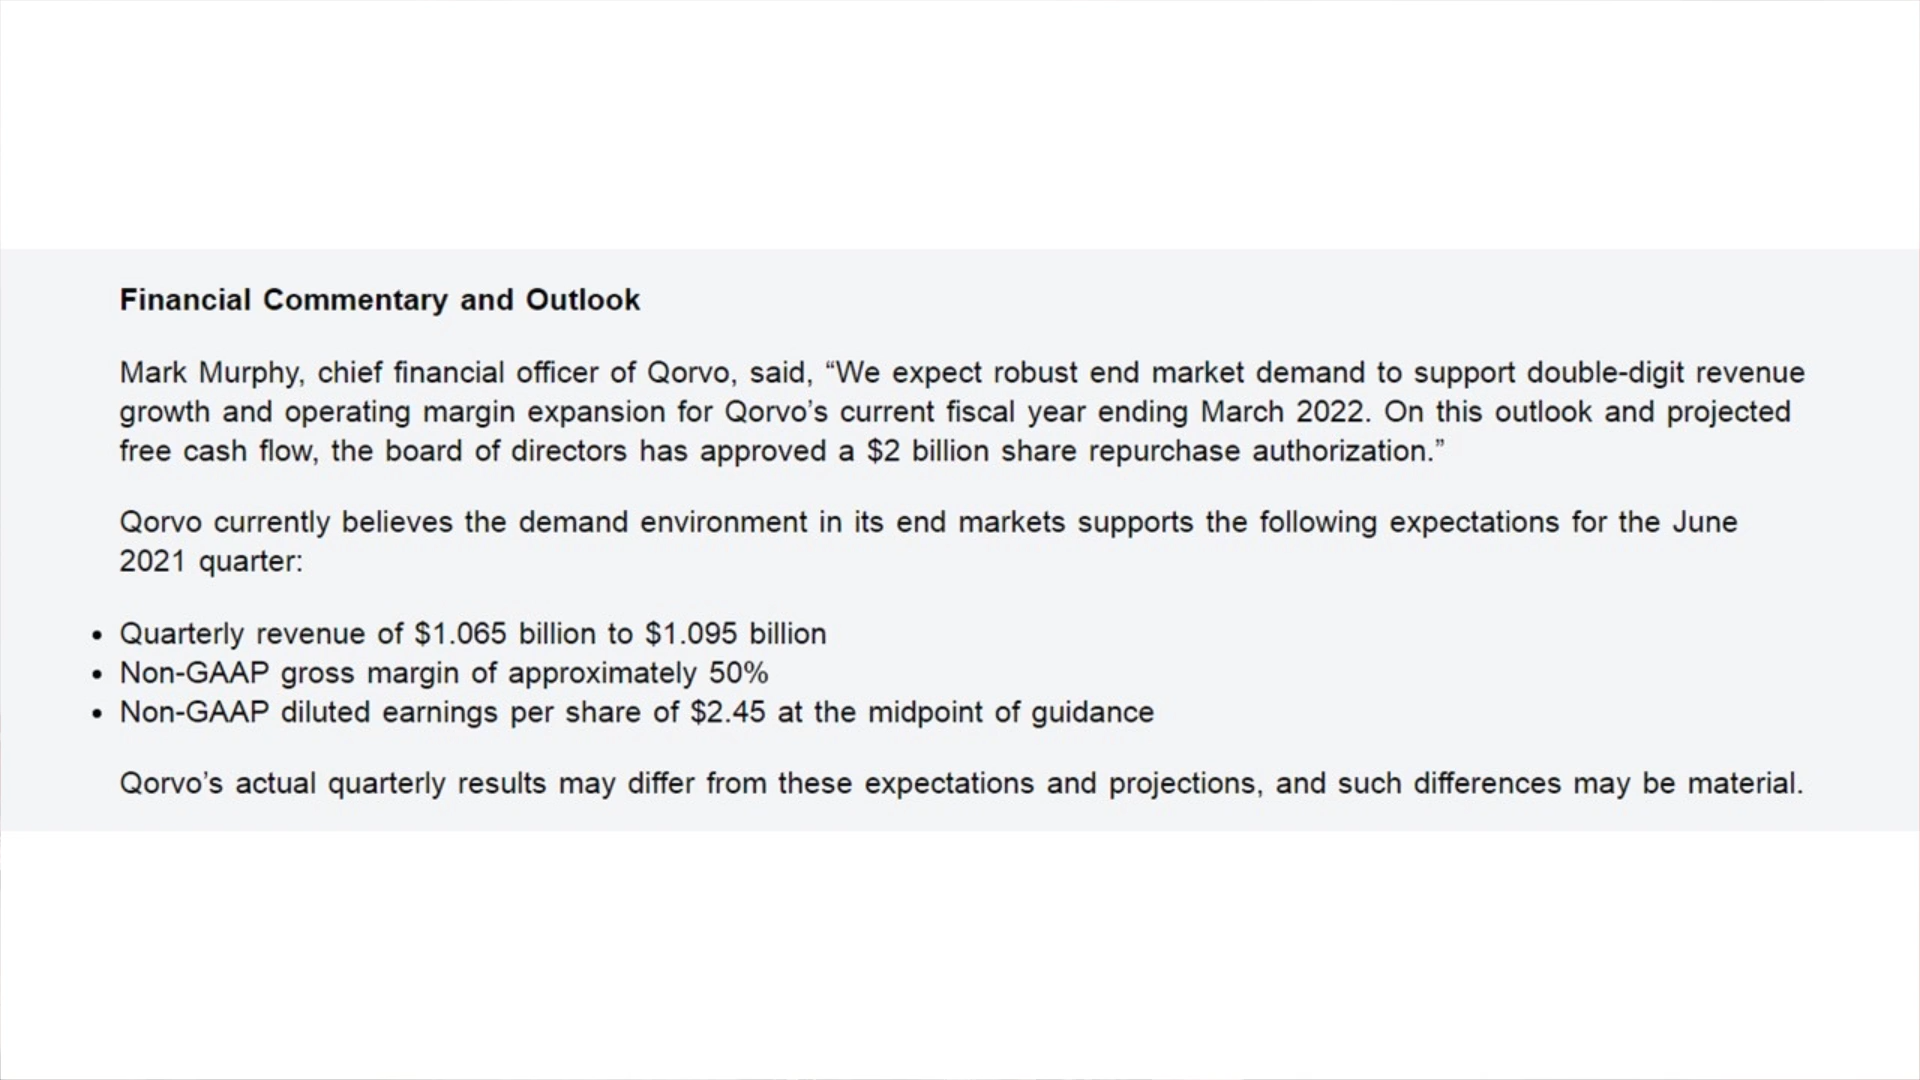 Financial Commentary and Outlook
Mark Murphy, chief financial officer of Qorvo, said, “We expect robust end market demand to support double-digit revenue
growth and operating margin expansion for Qorvo’s current fiscal year ending March 2022. On this outlook and projected
free cash flow, the board of directors has approved a $2 billion share repurchase authorization.”
Qorvo currently believes the demand environment in its end markets supports the following expectations for the June
2021 quarter:
• Quarterly revenue of $1.065 billion to $1.095 billion
• Non-GAAP gross margin of approximately 50%
• Non-GAAP diluted earnings per share of $2.45 at the midpoint of guidance
Qorvo’s actual quarterly results may differ from these expectations and projections, and such differences may be material.